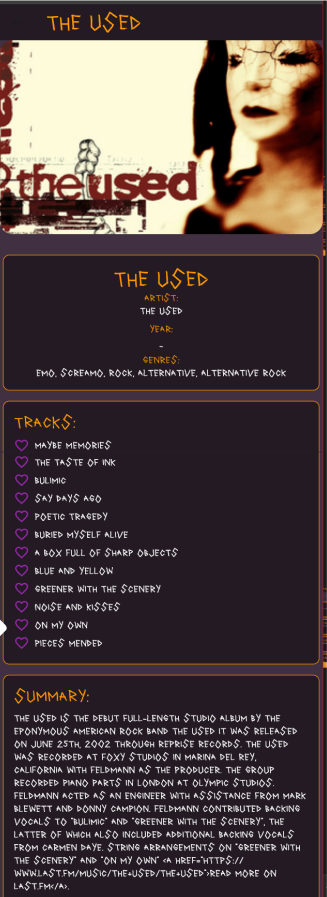 THE USED
the used
THE USED
ARTIST:
THE USED
YEAR:
-
GENRES:
EMO, SCREAMO, ROCK, ALTERNATIVE, ALTERNATIVE ROCK
TRACKS:
MAYBE MEMORIES
THE TASTE OF INK
BULIMIC
SAY DAYS AGO
POETIC TRAGEDY
BURIED MYSELF ALIVE
A BOX FULL OF SHARP OBJECTS
BLUE AND YELLOW
GREENER WITH THE SCENERY
NOISE AND KISSES
ON MY OWN
PIECES MENDED
SUMMARY:
THE USED IS THE DEBUT FULL-LENGTH STUDIO ALBUM BY THE
EPONYMOUS AMERICAN ROCK BAND THE USED IT WAS RELEASED
ON JUNE 25TH, 2002 THROUGH REPRISE RECORDS. THE USED
WAS RECORDED AT FOXY STUDIOS IN MARINA DEL REY,
CALIFORNIA WITH FELDMANN AS THE PRODUCER. THE GROUP
RECORDED PIANO PARTS IN LONDON AT OLYMPIC STUDIOS.
FELDMANN ACTED AS AN ENGINEER WITH ASSISTANCE FROM MARK
BLEWETT AND DONNY CAMPION. FELDMANN CONTRIBUTED BACKING
VOCALS TO "BULIMIC" AND "GREENER WITH THE SCENERY", THE
LATTER OF WHICH ALSO INCLUDED ADDITIONAL BACKING VOCALS
FROM CARMEN DAYE. STRING ARRANGEMENTS ON "GREENER WITH
THE SCENERY" AND "ON MY OWN" <A HREF="HTTPS://
WWW.LAST.FM/MUSIC/THE+USED/THE+USED">READ MORE ON
LAST.FM</A>.